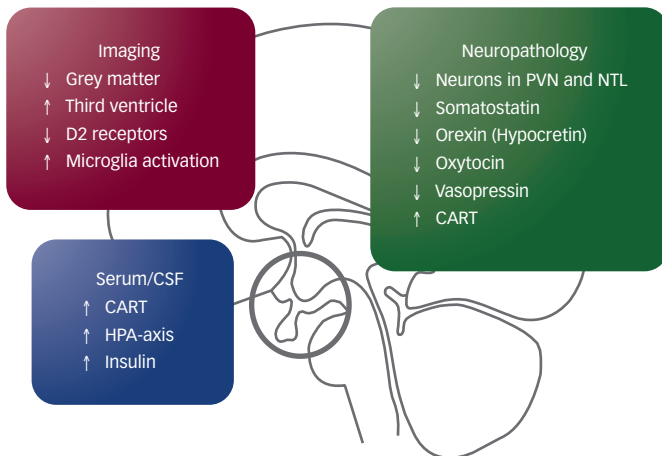 Imaging
↓ Grey matter
↑ Third ventricle
↓ D2 receptors
↑ Microglia activation
Neuropathology
↓ Neurons in PVN and NTL
↓ Somatostatin
↓ Orexin (Hypocretin)
↓ Oxytocin
↓ Vasopressin
↑ CART
Serum/CSF
↑ CART
↑ HPA-axis
↑ Insulin